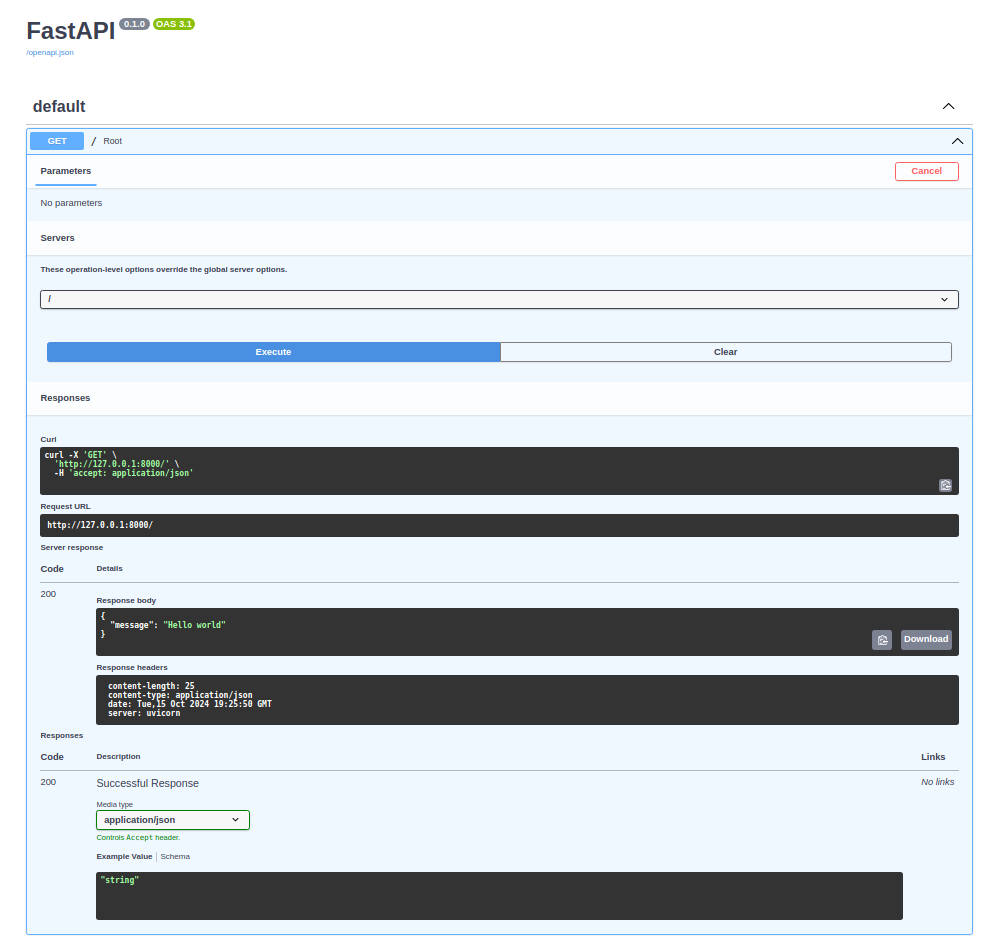 FastAPI 0.1.0 OAS 3.1
/openapi.json
default
GET / Root
Parameters Cancel
No parameters
Servers
These operation-level options override the global server options.
/
Execute Clear
Responses
Curl
curl -X 'GET' \
'http://127.0.0.1:8000/' \
-H 'accept: application/json'
Request URL
http://127.0.0.1:8000/
Server response
Code Details
200
Response body
{
"message": "Hello world"
}
Download
Response headers
content-length: 25
content-type: application/json
date: Tue,15 Oct 2024 19:25:50 GMT
server: uvicorn
Responses
Code Description Links
200 Successful Response No links
Media type
application/json
Controls Accept header.
Example Value Schema
"string"